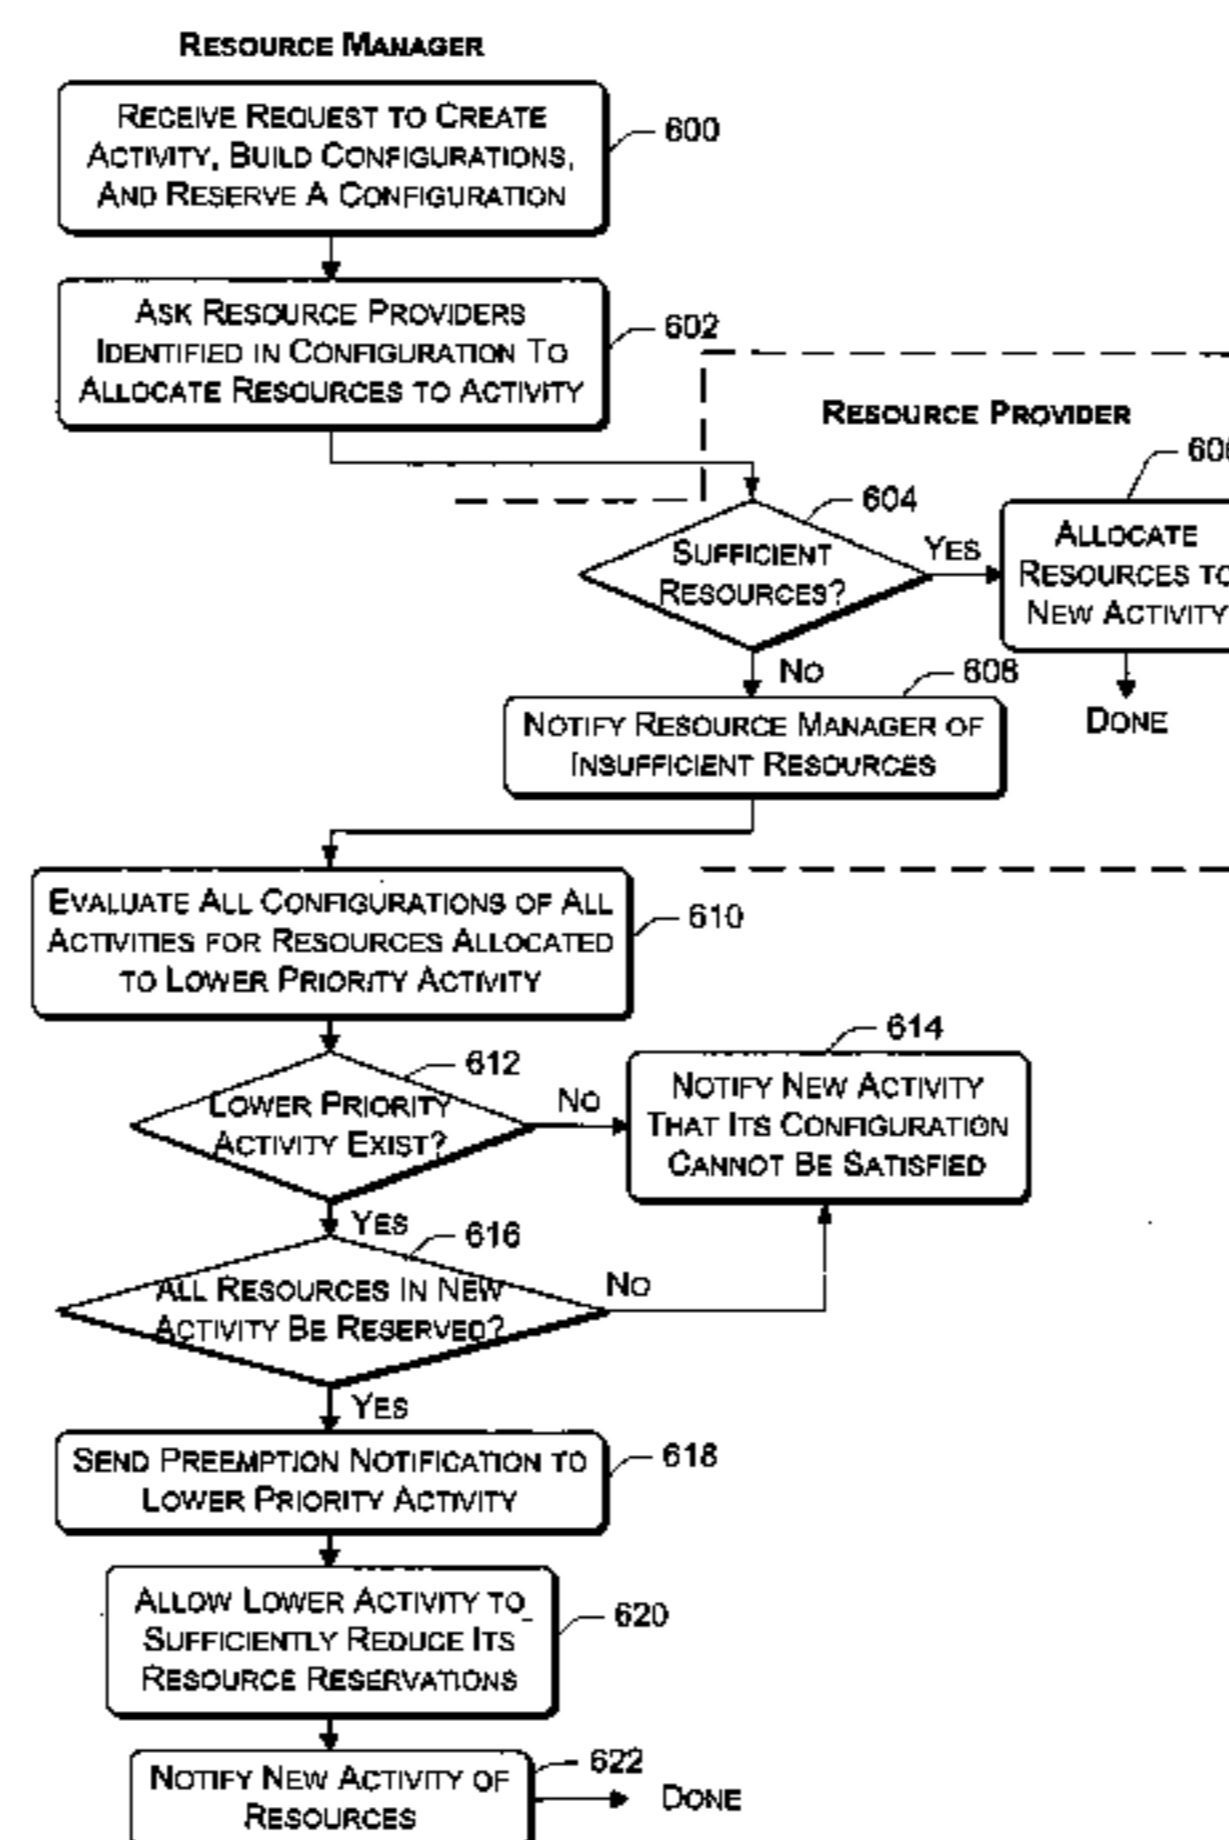 RESOURCE MANAGER
RECEIVE REQUEST TO CREATE
ACTIVITY, BUILD CONFIGURATIONS,
AND RESERVE A CONFIGURATION
600
ASK RESOURCE PROVIDERS
IDENTIFIED IN CONFIGURATION TO
ALLOCATE RESOURCES TO ACTIVITY
602
RESOURCE PROVIDER
604
SUFFICIENT
RESOURCES?
YES
ALLOCATE
RESOURCES TO
NEW ACTIVITY
DONE
NO
608
NOTIFY RESOURCE MANAGER OF
INSUFFICIENT RESOURCES
EVALUATE ALL CONFIGURATIONS OF ALL
ACTIVITIES FOR RESOURCES ALLOCATED
TO LOWER PRIORITY ACTIVITY
610
612
LOWER PRIORITY
ACTIVITY EXIST?
NO
614
NOTIFY NEW ACTIVITY
THAT ITS CONFIGURATION
CANNOT BE SATISFIED
YES
616
ALL RESOURCES IN NEW
ACTIVITY BE RESERVED?
NO
YES
SEND PREEMPTION NOTIFICATION TO
LOWER PRIORITY ACTIVITY
618
ALLOW LOWER ACTIVITY TO
SUFFICIENTLY REDUCE ITS
RESOURCE RESERVATIONS
620
NOTIFY NEW ACTIVITY OF
RESOURCES
622
DONE